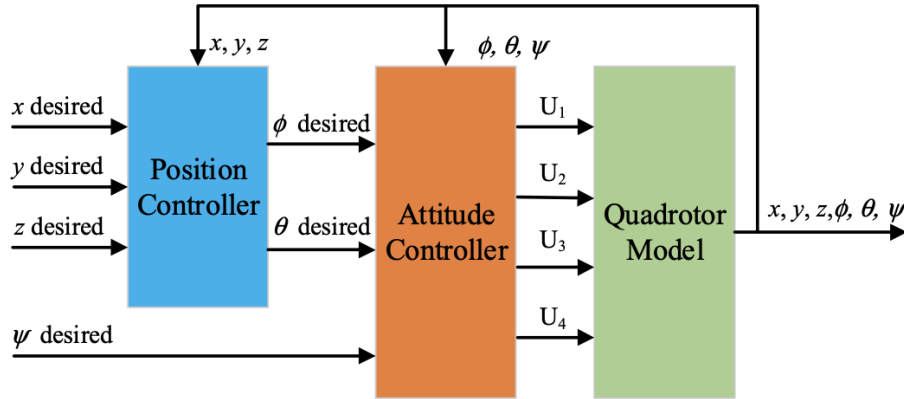 x, y, z
ϕ, θ, ψ
x desired
y desired
z desired
ψ desired
Position
Controller
ϕ desired
θ desired
Attitude
Controller
U₁
U₂
U₃
U₄
Quadrotor
Model
x, y, z,ϕ, θ, ψ